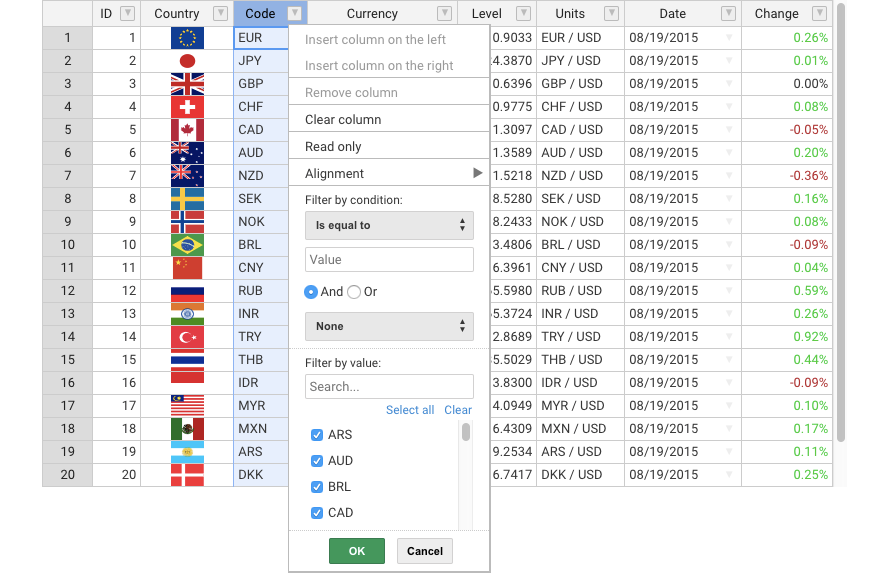 ID Country Code Currency Level Units Date Change
1 1 EUR 0.9033 EUR / USD 08/19/2015 0.26%
2 2 JPY 4.3870 JPY / USD 08/19/2015 0.01%
3 3 GBP 0.6396 GBP / USD 08/19/2015 0.00%
4 4 CHF 0.9775 CHF / USD 08/19/2015 0.08%
5 5 CAD 1.3097 CAD / USD 08/19/2015 -0.05%
6 6 AUD 1.3589 AUD / USD 08/19/2015 0.20%
7 7 NZD 1.5218 NZD / USD 08/19/2015 -0.36%
8 8 SEK 8.5280 SEK / USD 08/19/2015 0.16%
9 9 NOK 8.2433 NOK / USD 08/19/2015 0.08%
10 10 BRL 3.4806 BRL / USD 08/19/2015 -0.09%
11 11 CNY 6.3961 CNY / USD 08/19/2015 0.04%
12 12 RUB 5.5980 RUB / USD 08/19/2015 0.59%
13 13 INR 5.3724 INR / USD 08/19/2015 0.26%
14 14 TRY 2.8689 TRY / USD 08/19/2015 0.92%
15 15 THB 5.5029 THB / USD 08/19/2015 0.44%
16 16 IDR 3.8300 IDR / USD 08/19/2015 -0.09%
17 17 MYR 4.0949 MYR / USD 08/19/2015 0.10%
18 18 MXN 6.4309 MXN / USD 08/19/2015 0.17%
19 19 ARS 9.2534 ARS / USD 08/19/2015 0.11%
20 20 DKK 6.7417 DKK / USD 08/19/2015 0.25%
Insert column on the left
Insert column on the right
Remove column
Clear column
Read only
Alignment
Filter by condition:
Is equal to
Value
And Or
None
Filter by value:
Search...
Select all Clear
ARS
AUD
BRL
CAD
OK Cancel